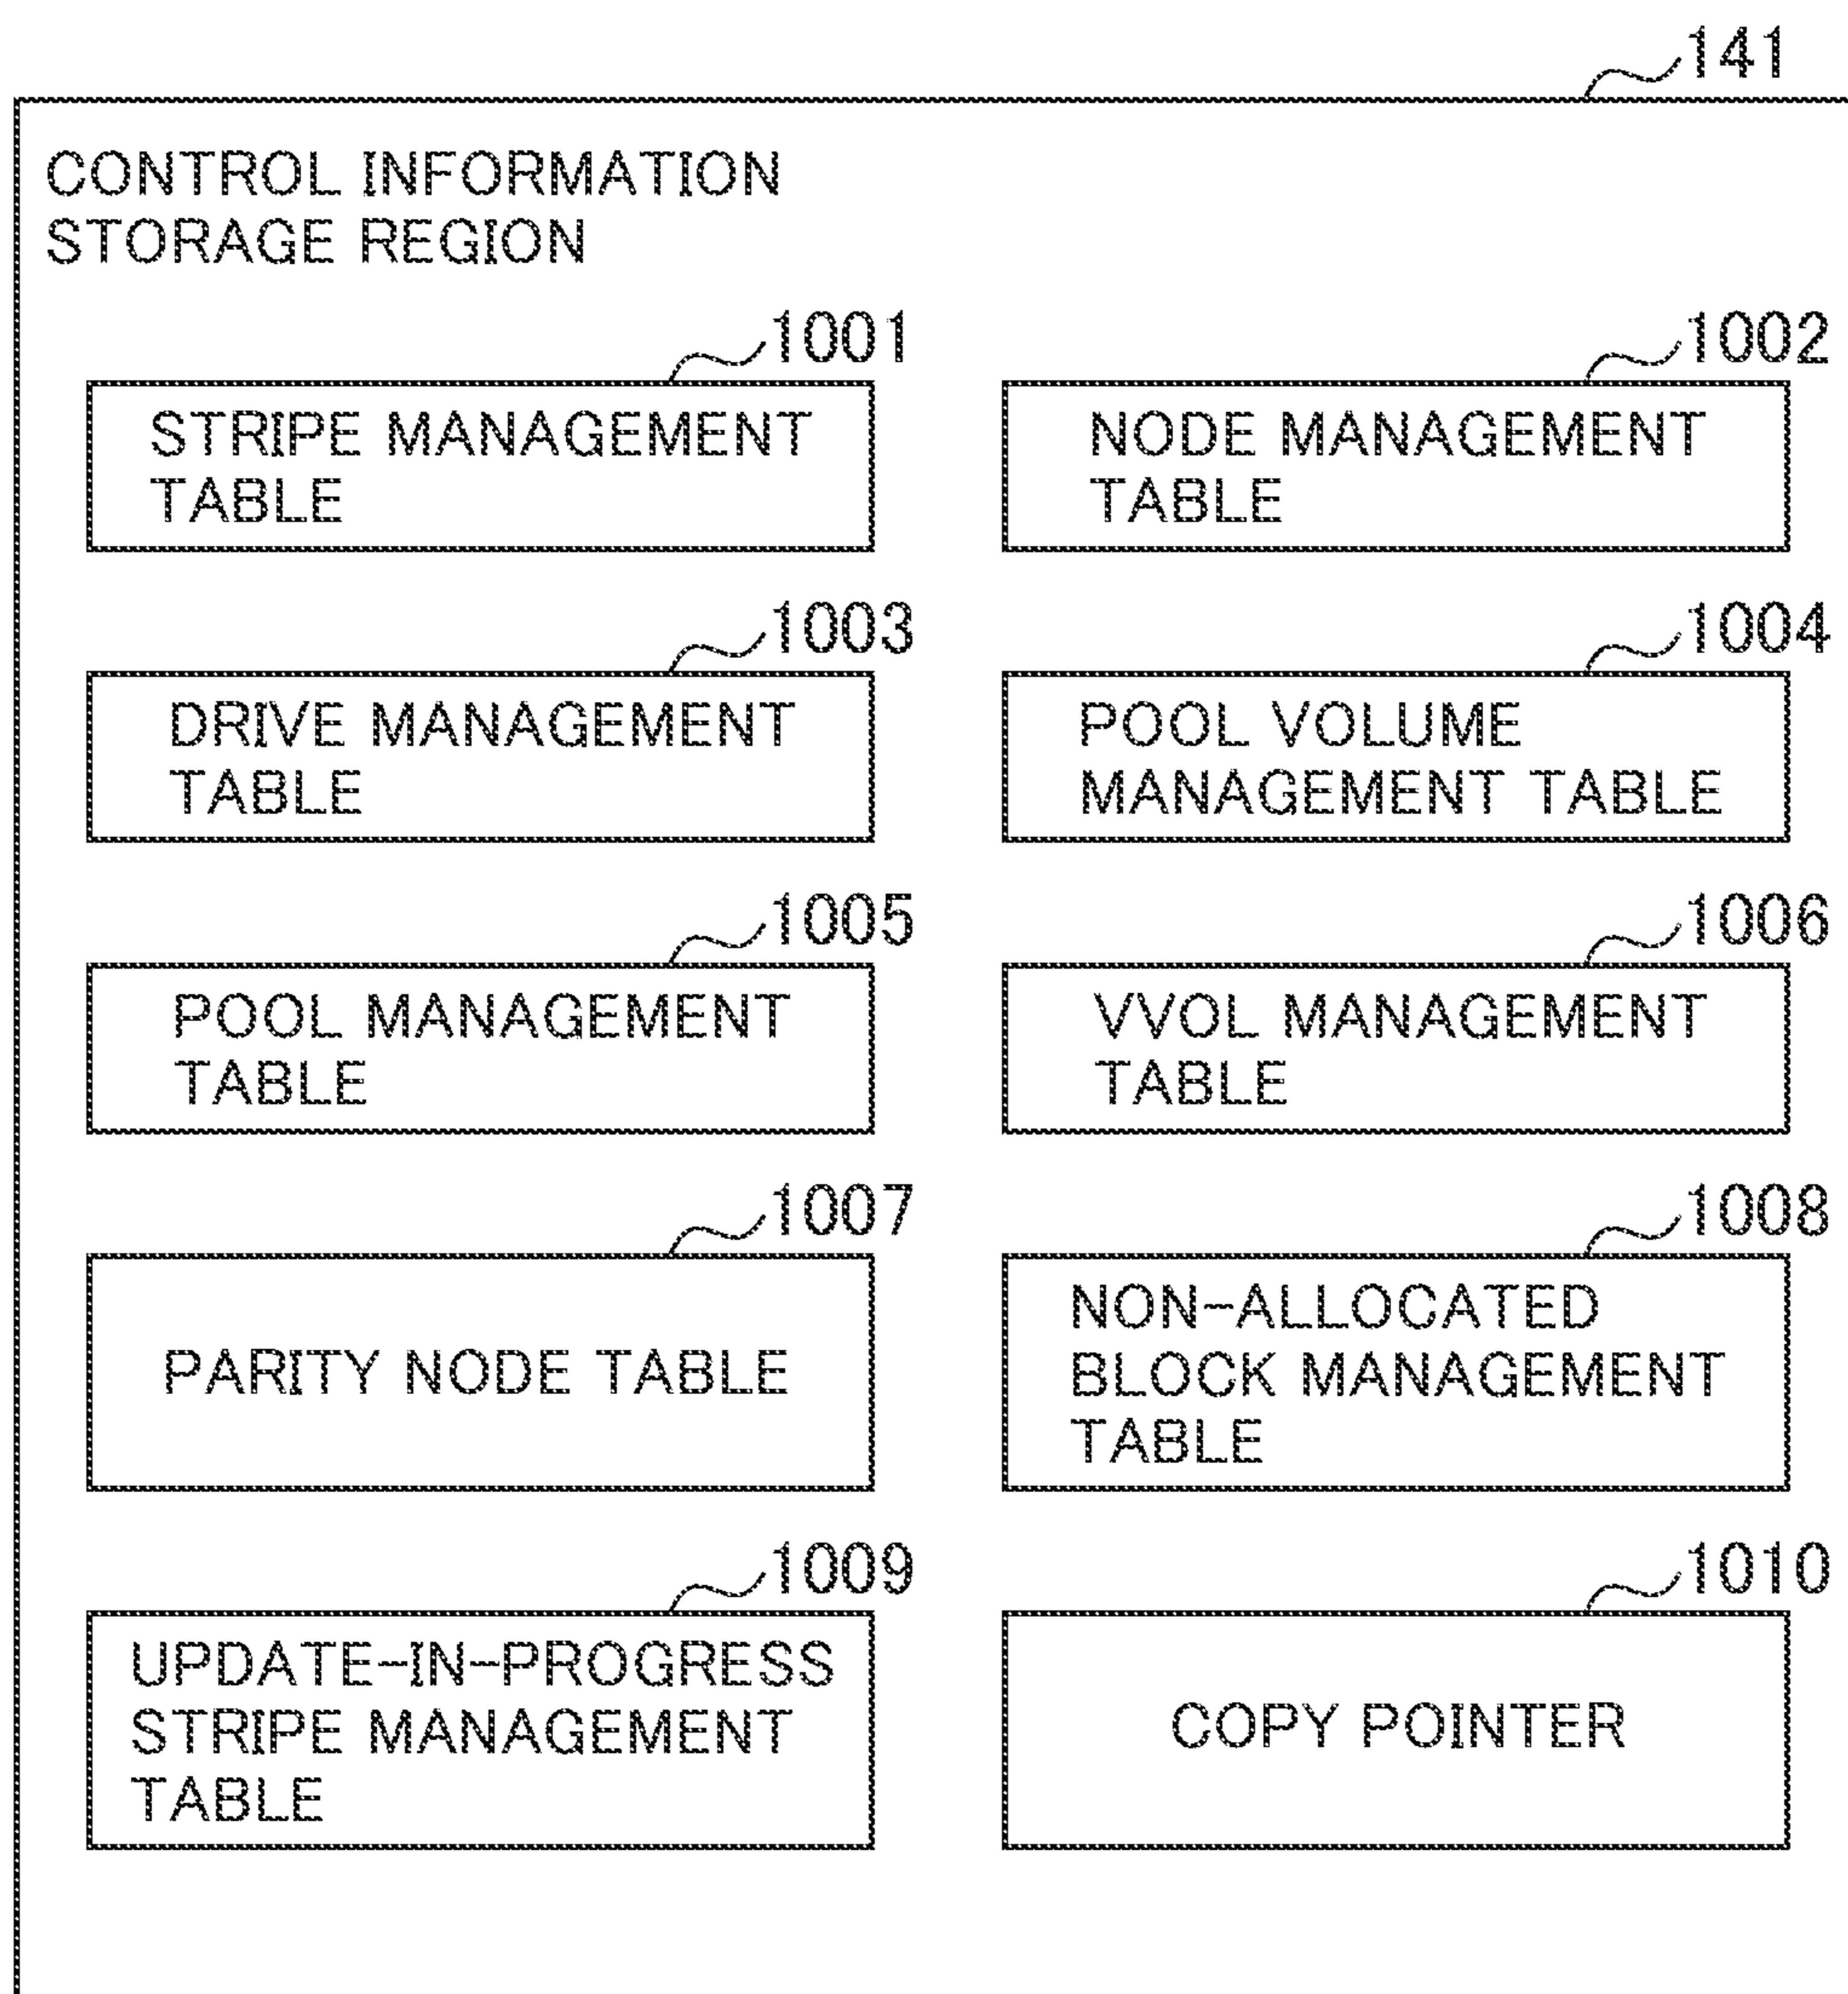 141
CONTROL INFORMATION
STORAGE REGION
1001
STRIPE MANAGEMENT
TABLE
1002
NODE MANAGEMENT
TABLE
1003
DRIVE MANAGEMENT
TABLE
1004
POOL VOLUME
MANAGEMENT TABLE
1005
POOL MANAGEMENT
TABLE
1006
VVOL MANAGEMENT
TABLE
1007
PARITY NODE TABLE
1008
NON-ALLOCATED
BLOCK MANAGEMENT
TABLE
1009
UPDATE-IN-PROGRESS
STRIPE MANAGEMENT
TABLE
1010
COPY POINTER